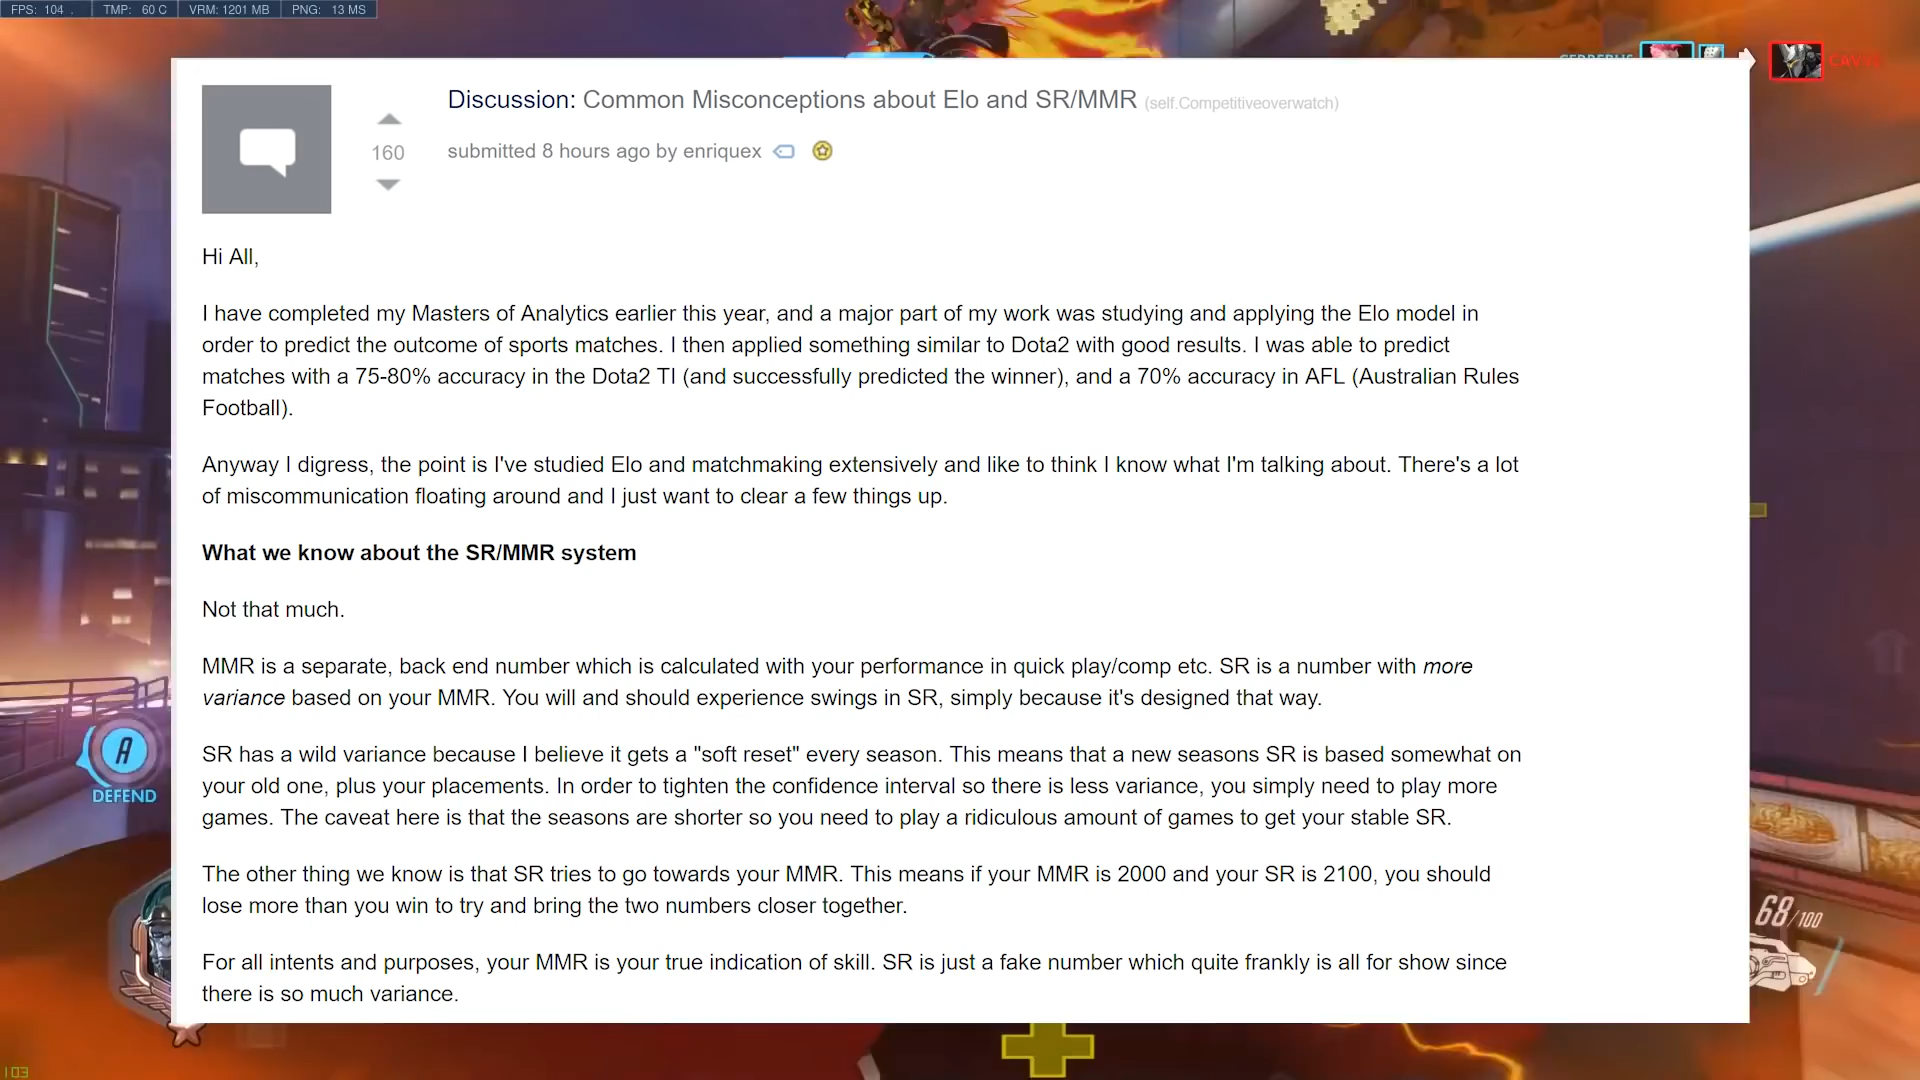 FPS: 104 . TMP: 60 C VRM: 1201 MB PNG: 13 MS
Discussion: Common Misconceptions about Elo and SR/MMR (self.Competitiveoverwatch)
160
submitted 8 hours ago by enriquex
Hi All,
I have completed my Masters of Analytics earlier this year, and a major part of my work was studying and applying the Elo model in
order to predict the outcome of sports matches. I then applied something similar to Dota2 with good results. I was able to predict
matches with a 75-80% accuracy in the Dota2 TI (and successfully predicted the winner), and a 70% accuracy in AFL (Australian Rules
Football).
Anyway I digress, the point is I've studied Elo and matchmaking extensively and like to think I know what I'm talking about. There's a lot
of miscommunication floating around and I just want to clear a few things up.
What we know about the SR/MMR system
Not that much.
MMR is a separate, back end number which is calculated with your performance in quick play/comp etc. SR is a number with more
variance based on your MMR. You will and should experience swings in SR, simply because it's designed that way.
SR has a wild variance because I believe it gets a "soft reset" every season. This means that a new seasons SR is based somewhat on
your old one, plus your placements. In order to tighten the confidence interval so there is less variance, you simply need to play more
games. The caveat here is that the seasons are shorter so you need to play a ridiculous amount of games to get your stable SR.
The other thing we know is that SR tries to go towards your MMR. This means if your MMR is 2000 and your SR is 2100, you should
lose more than you win to try and bring the two numbers closer together.
For all intents and purposes, your MMR is your true indication of skill. SR is just a fake number which quite frankly is all for show since
there is so much variance.
A
DEFEND
68/100
103